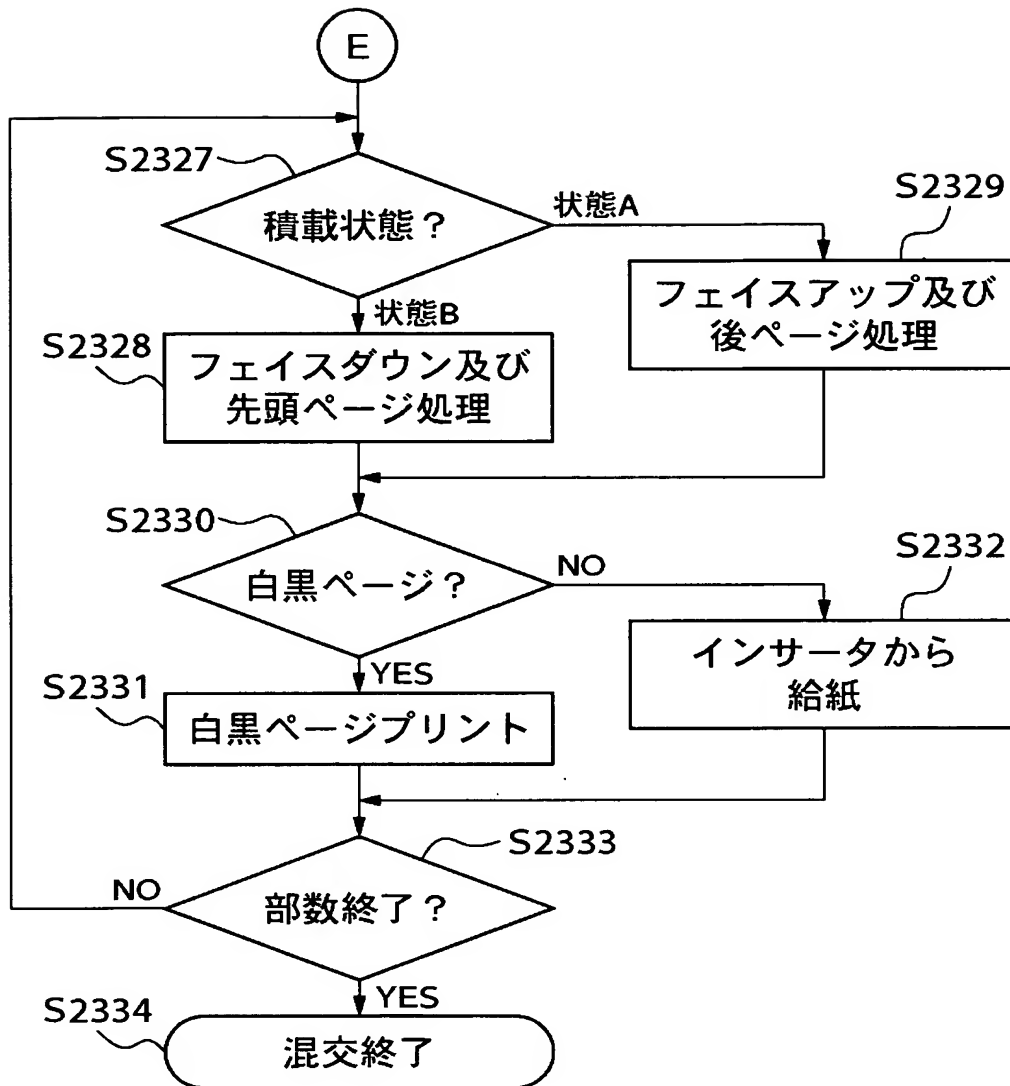 E
S2327
積載状態？
状態A
S2329
フェイスアップ及び
後ページ処理
状態B
S2328
フェイスダウン及び
先頭ページ処理
S2330
白黒ページ？
NO
S2332
インサータから
給紙
YES
S2331
白黒ページプリント
S2333
NO
部数終了？
YES
S2334
混交終了